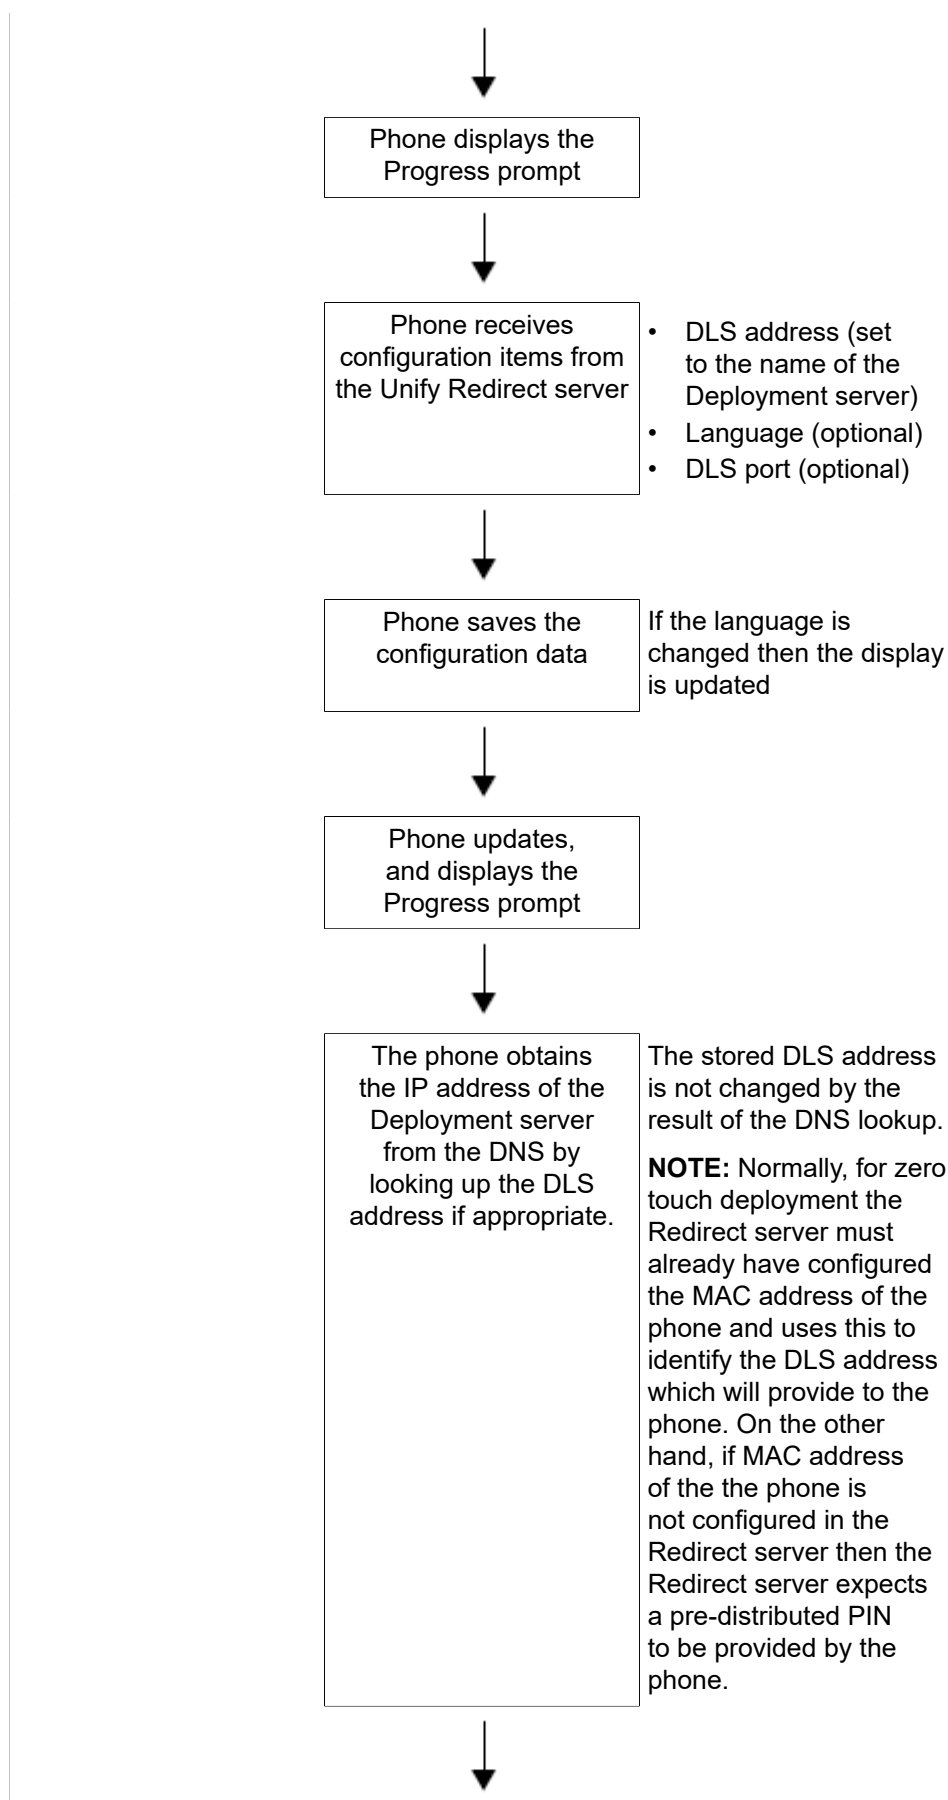 Phone displays the
Progress prompt
Phone receives
configuration items from
the Unify Redirect server
• DLS address (set
to the name of the
Deployment server)
• Language (optional)
• DLS port (optional)
Phone saves the
configuration data
If the language is
changed then the display
is updated
Phone updates,
and displays the
Progress prompt
The phone obtains
the IP address of the
Deployment server
from the DNS by
looking up the DLS
address if appropriate.
The stored DLS address
is not changed by the
result of the DNS lookup.
NOTE: Normally, for zero
touch deployment the
Redirect server must
already have configured
the MAC address of the
phone and uses this to
identify the DLS address
which will provide to the
phone. On the other
hand, if MAC address
of the the phone is
not configured in the
Redirect server then the
Redirect server expects
a pre-distributed PIN
to be provided by the
phone.